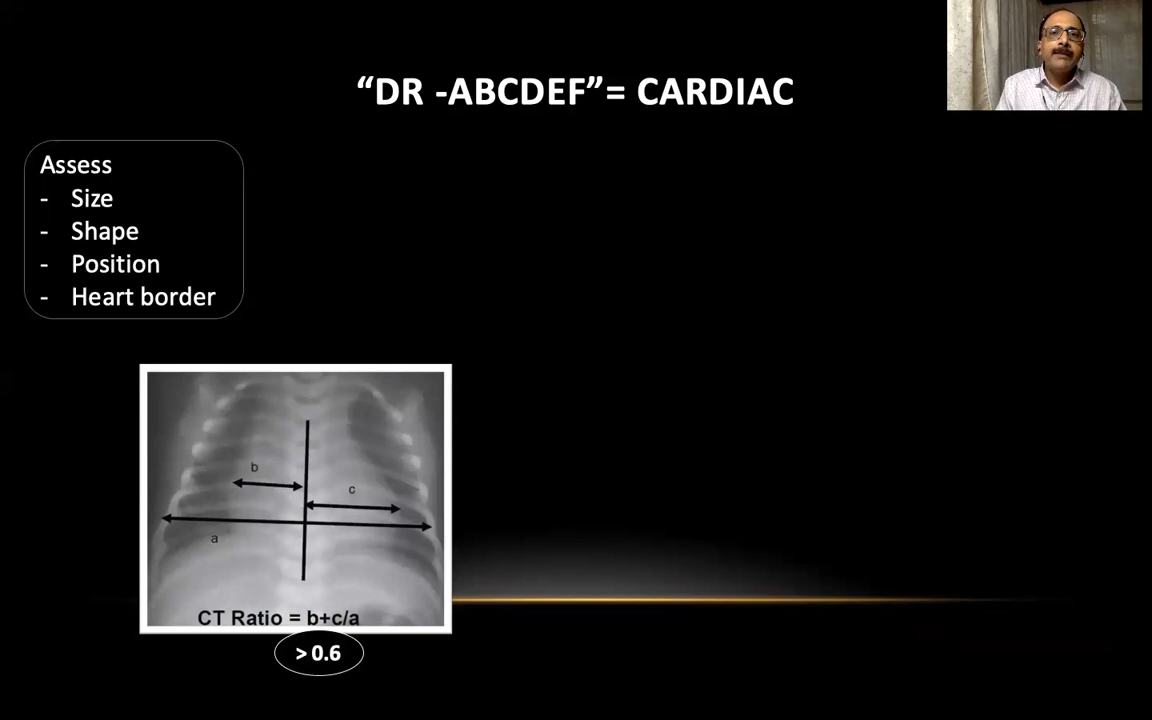 “DR -ABCDEF”= CARDIAC
Assess
- Size
- Shape
- Position
- Heart border
b
c
a
CT Ratio = b+c/a
> 0.6